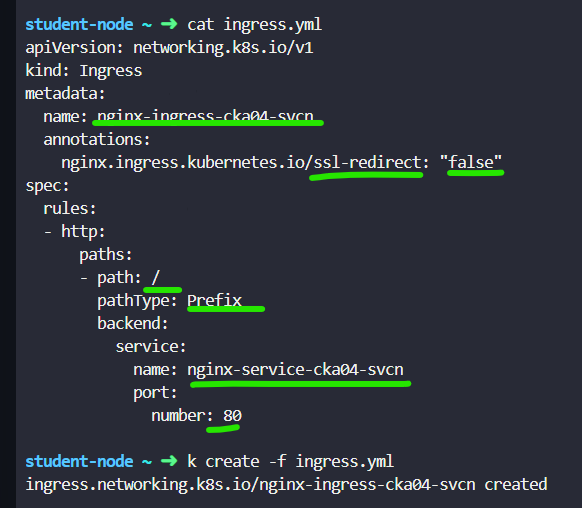 student-node ~ ➜ cat ingress.yml
apiVersion: networking.k8s.io/v1
kind: Ingress
metadata:
  name: nginx-ingress-cka04-svcn
  annotations:
    nginx.ingress.kubernetes.io/ssl-redirect: "false"
spec:
  rules:
  - http:
      paths:
      - path: /
        pathType: Prefix
        backend:
          service:
            name: nginx-service-cka04-svcn
            port:
              number: 80
student-node ~ ➜ k create -f ingress.yml
ingress.networking.k8s.io/nginx-ingress-cka04-svcn created